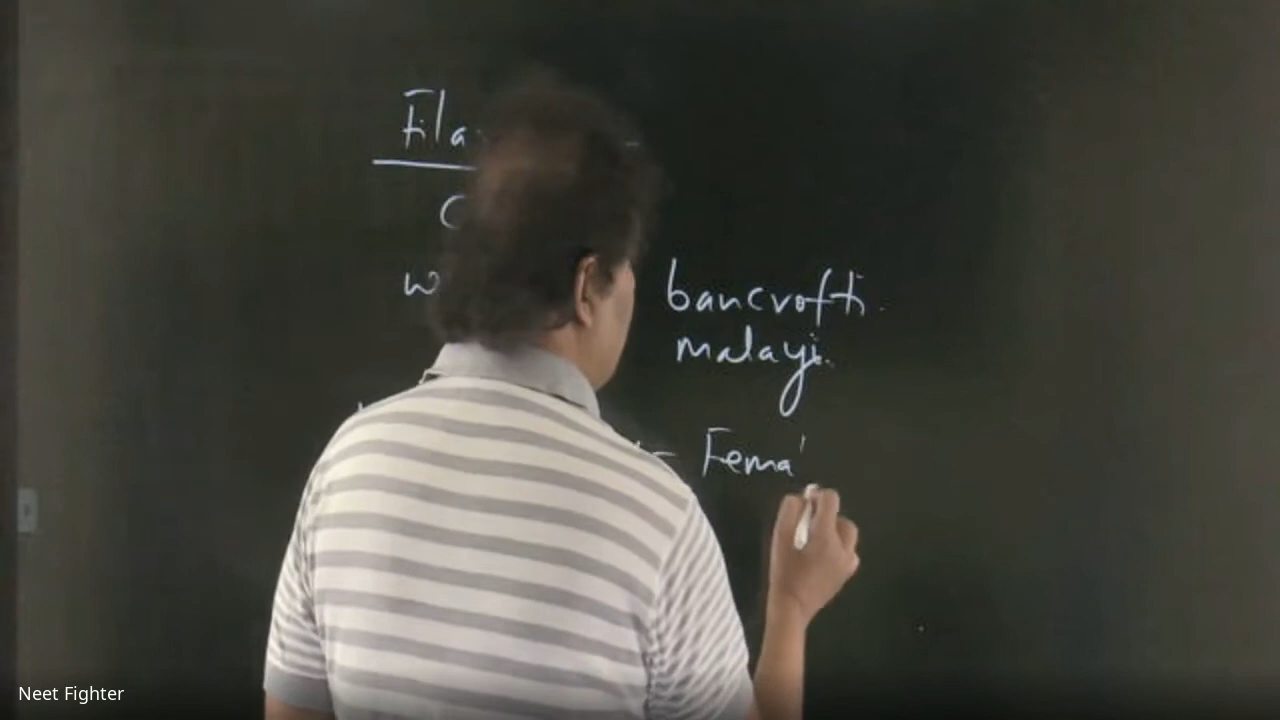 Fila
bancrofti
malayi
- Fema
Neet Fighter